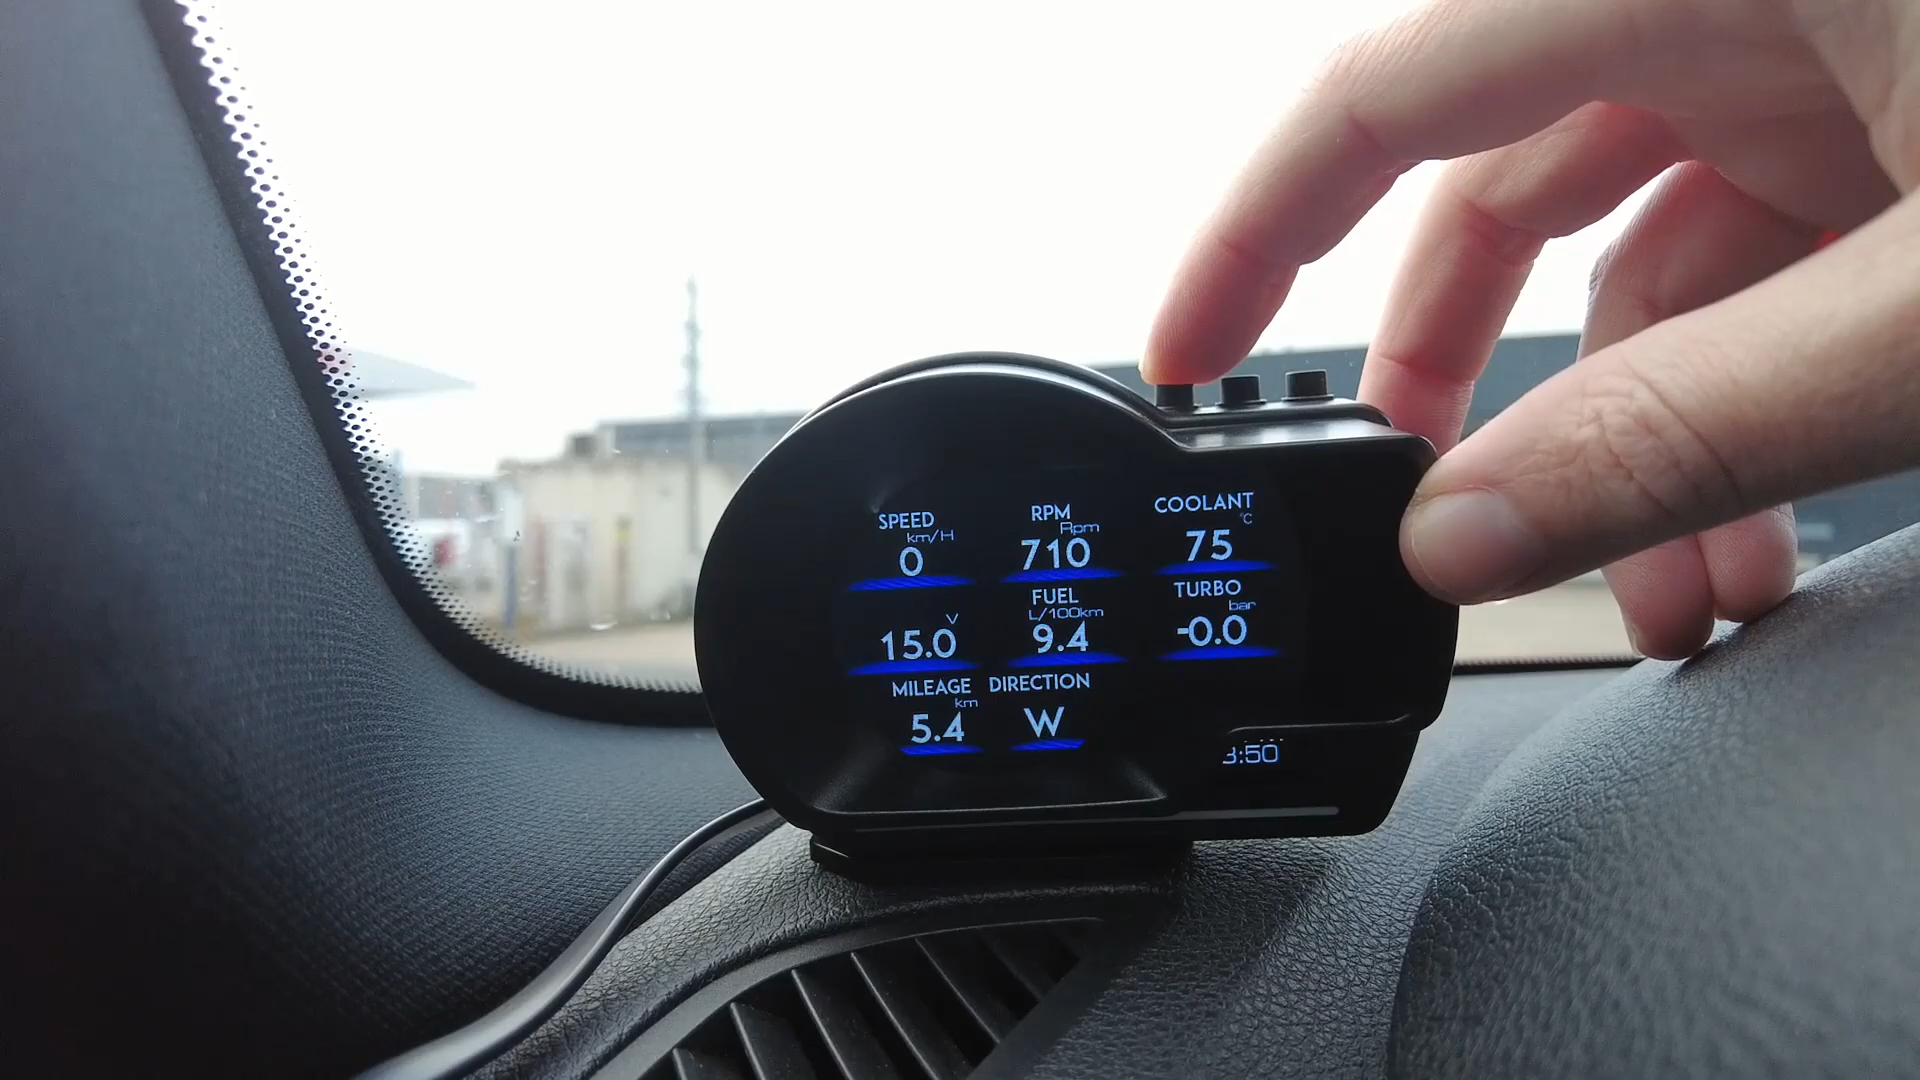 SPEED RPM COOLANT
km/H Rpm °C
0 710 75
FUEL TURBO
V L/100km bar
15.0 9.4 -0.0
MILEAGE DIRECTION
km
5.4 W
3:50